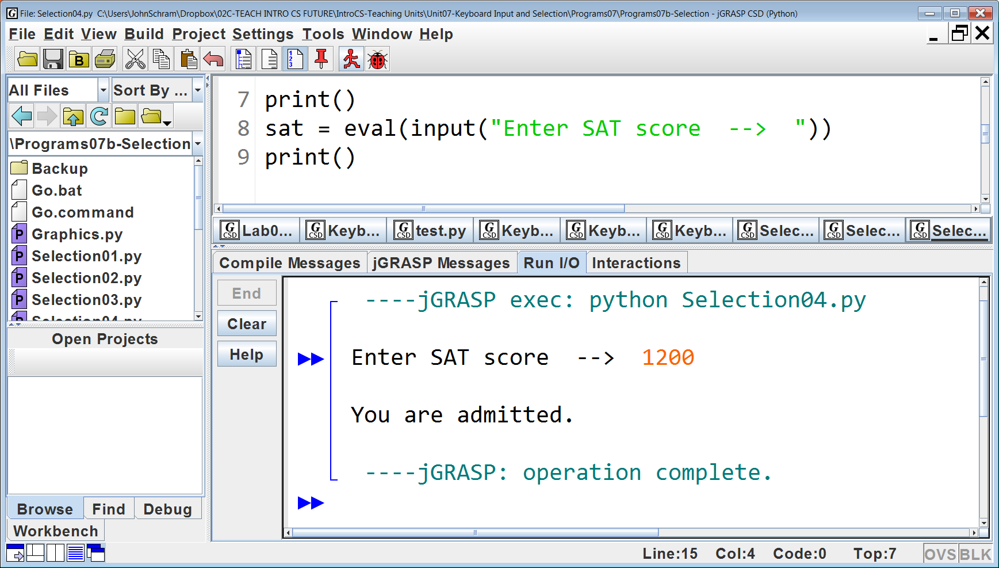 File: Selection04.py  C:\Users\JohnSchram\Dropbox\02C-TEACH INTRO CS FUTURE\IntroCS-Teaching Units\Unit07-Keyboard Input and Selection\Programs07\Programs07b-Selection - jGRASP CSD (Python)
File Edit View Build Project Settings Tools Window Help
All Files Sort By ...
\Programs07b-Selection
Backup
Go.bat
Go.command
Graphics.py
Selection01.py
Selection02.py
Selection03.py
Selection04.py
Open Projects
Browse Find Debug
Workbench
7 print()
8 sat = eval(input("Enter SAT score  -->  "))
9 print()
Lab0... Keyb... test.py Keyb... Keyb... Keyb... Selec... Selec... Selec...
Compile Messages jGRASP Messages Run I/O Interactions
End
Clear
Help
----jGRASP exec: python Selection04.py
Enter SAT score  -->  1200
You are admitted.
----jGRASP: operation complete.
Line:15 Col:4 Code:0 Top:7 OVS BLK